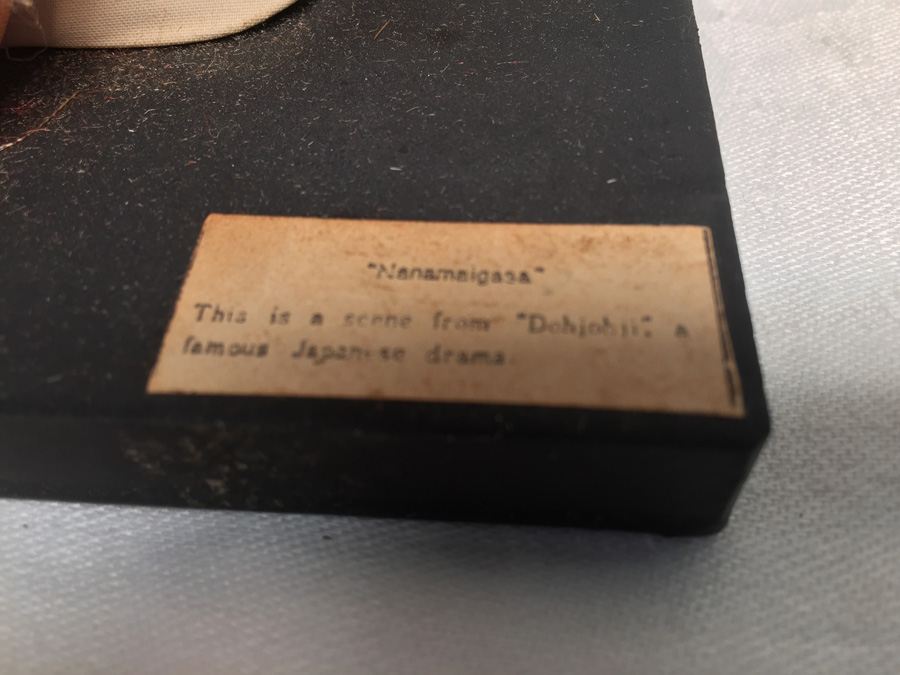 "Nanamaigasa"
This is a scene from "Dohjohji", a
famous Japanese drama.